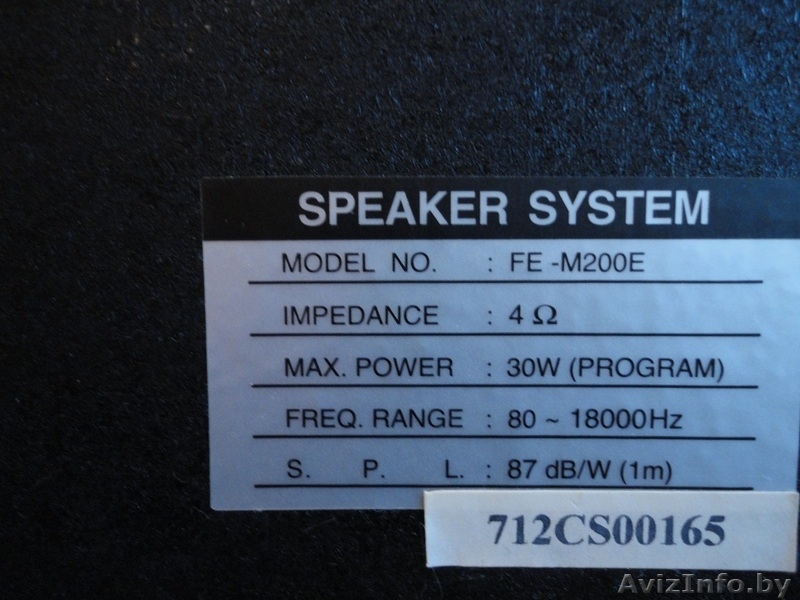 SPEAKER SYSTEM
MODEL NO. : FE -M200E
IMPEDANCE : 4 Ω
MAX. POWER : 30W (PROGRAM)
FREQ. RANGE : 80 ~ 18000Hz
S. P. L. : 87 dB/W (1m)
712CS00165
AvizInfo.by